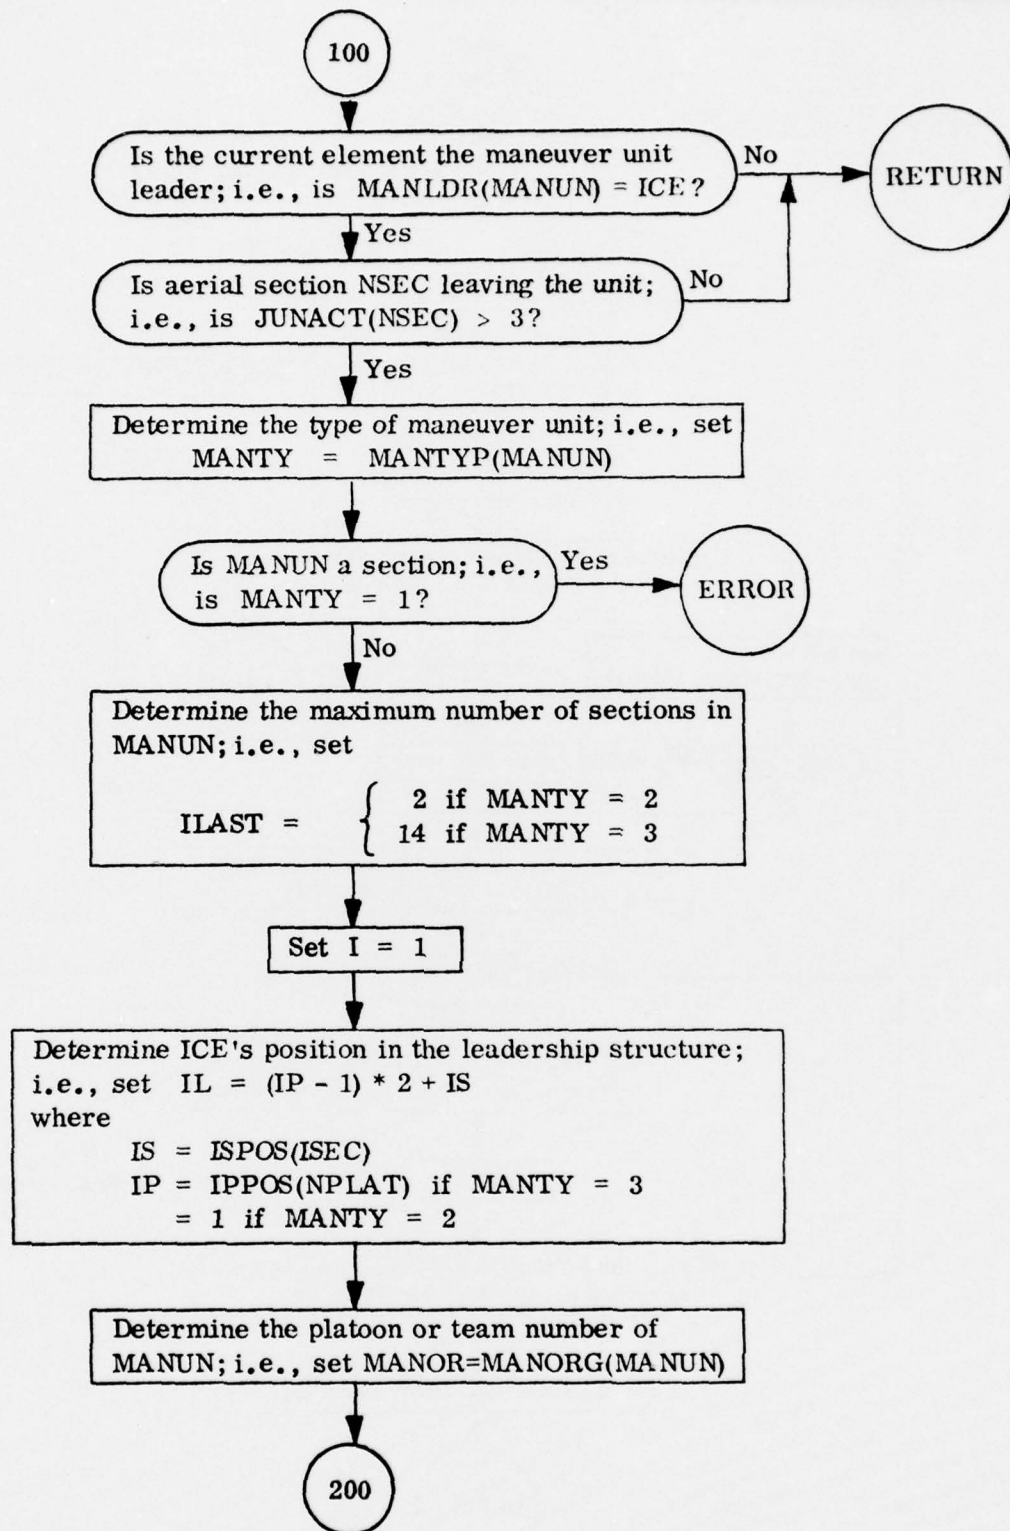 100
Is the current element the maneuver unit
leader; i.e., is MANLDR(MANUN) = ICE?
No
RETURN
Yes
Is aerial section NSEC leaving the unit;
i.e., is JUNACT(NSEC) > 3?
No
Yes
Determine the type of maneuver unit; i.e., set
MANTY = MANTYP(MANUN)
Is MANUN a section; i.e.,
is MANTY = 1?
Yes
ERROR
No
Determine the maximum number of sections in
MANUN; i.e., set
2 if MANTY = 2
ILAST = {
14 if MANTY = 3
Set I = 1
Determine ICE's position in the leadership structure;
i.e., set IL = (IP - 1) * 2 + IS
where
IS = ISPOS(ISEC)
IP = IPPOS(NPLAT) if MANTY = 3
= 1 if MANTY = 2
Determine the platoon or team number of
MANUN; i.e., set MANOR=MANORG(MANUN)
200